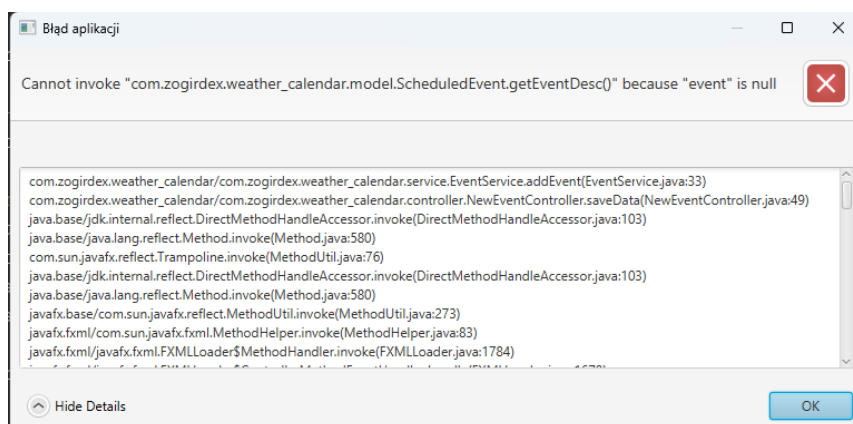 Błąd aplikacji
Cannot invoke "com.zogirdex.weather_calendar.model.ScheduledEvent.getEventDesc()" because "event" is null
com.zogirdex.weather_calendar/com.zogirdex.weather_calendar.service.EventService.addEvent(EventService.java:33)
com.zogirdex.weather_calendar/com.zogirdex.weather_calendar.controller.NewEventController.saveData(NewEventController.java:49)
java.base/jdk.internal.reflect.DirectMethodHandleAccessor.invoke(DirectMethodHandleAccessor.java:103)
java.base/java.lang.reflect.Method.invoke(Method.java:580)
com.sun.javafx.reflect.Trampoline.invoke(MethodUtil.java:76)
java.base/jdk.internal.reflect.DirectMethodHandleAccessor.invoke(DirectMethodHandleAccessor.java:103)
java.base/java.lang.reflect.Method.invoke(Method.java:580)
javafx.base/com.sun.javafx.reflect.MethodUtil.invoke(MethodUtil.java:273)
javafx.fxml/com.sun.javafx.fxml.MethodHelper.invoke(MethodHelper.java:83)
javafx.fxml/javafx.fxml.FXMLLoader$MethodHandler.invoke(FXMLLoader.java:1784)
Hide Details
OK